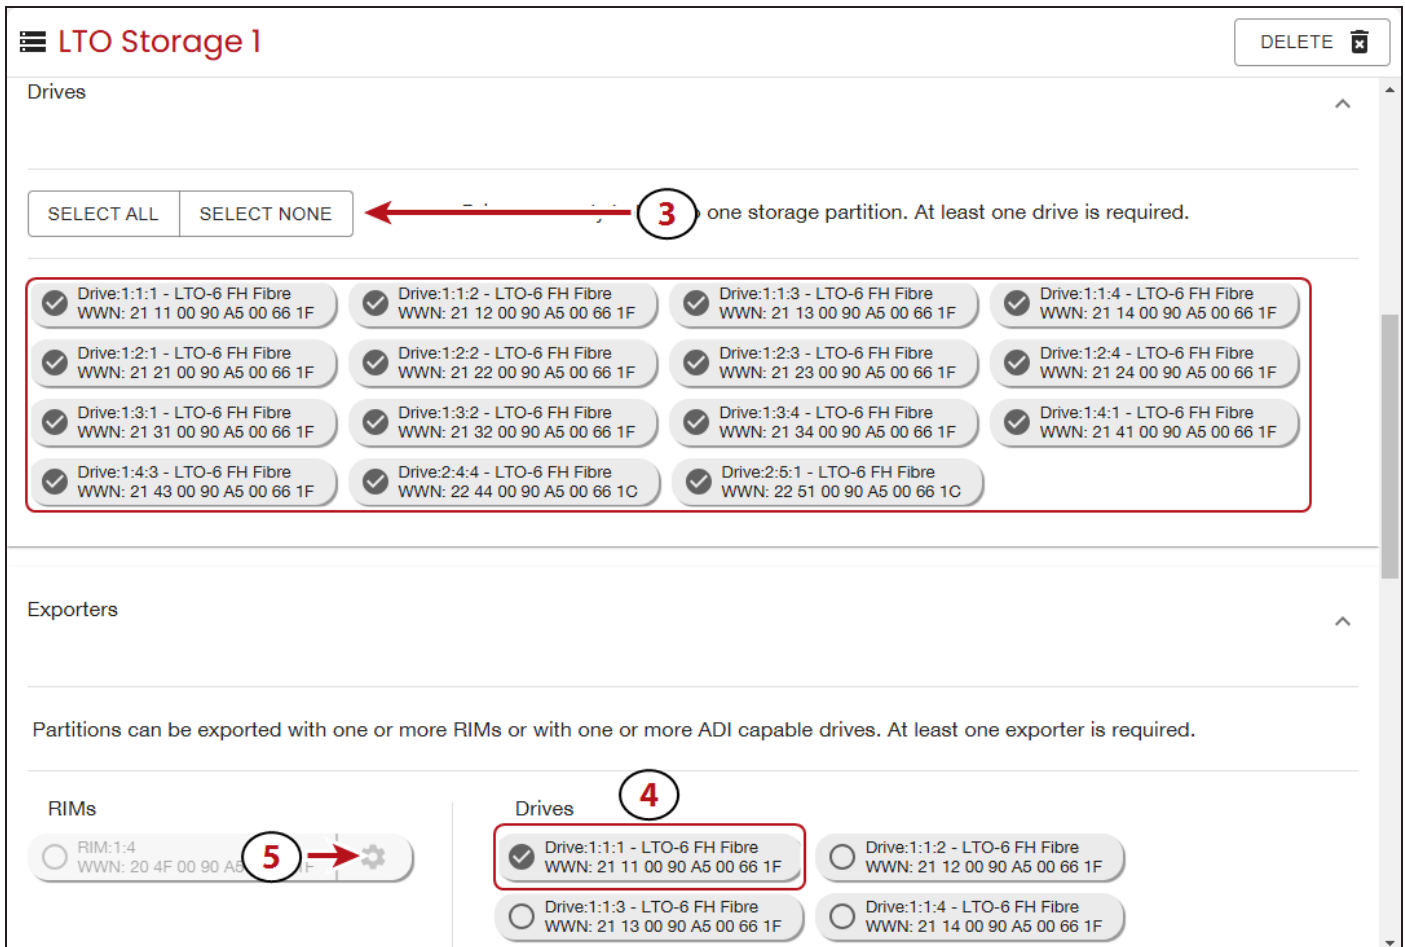 LTO Storage 1
DELETE
Drives
SELECT ALL SELECT NONE
3
one storage partition. At least one drive is required.
Drive:1:1:1 - LTO-6 FH Fibre
WWN: 21 11 00 90 A5 00 66 1F
Drive:1:1:2 - LTO-6 FH Fibre
WWN: 21 12 00 90 A5 00 66 1F
Drive:1:1:3 - LTO-6 FH Fibre
WWN: 21 13 00 90 A5 00 66 1F
Drive:1:1:4 - LTO-6 FH Fibre
WWN: 21 14 00 90 A5 00 66 1F
Drive:1:2:1 - LTO-6 FH Fibre
WWN: 21 21 00 90 A5 00 66 1F
Drive:1:2:2 - LTO-6 FH Fibre
WWN: 21 22 00 90 A5 00 66 1F
Drive:1:2:3 - LTO-6 FH Fibre
WWN: 21 23 00 90 A5 00 66 1F
Drive:1:2:4 - LTO-6 FH Fibre
WWN: 21 24 00 90 A5 00 66 1F
Drive:1:3:1 - LTO-6 FH Fibre
WWN: 21 31 00 90 A5 00 66 1F
Drive:1:3:2 - LTO-6 FH Fibre
WWN: 21 32 00 90 A5 00 66 1F
Drive:1:3:4 - LTO-6 FH Fibre
WWN: 21 34 00 90 A5 00 66 1F
Drive:1:4:1 - LTO-6 FH Fibre
WWN: 21 41 00 90 A5 00 66 1F
Drive:1:4:3 - LTO-6 FH Fibre
WWN: 21 43 00 90 A5 00 66 1F
Drive:2:4:4 - LTO-6 FH Fibre
WWN: 22 44 00 90 A5 00 66 1C
Drive:2:5:1 - LTO-6 FH Fibre
WWN: 22 51 00 90 A5 00 66 1C
Exporters
Partitions can be exported with one or more RIMs or with one or more ADI capable drives. At least one exporter is required.
RIMs
RIM:1:4
WWN: 20 4F 00 90
5
Drives
4
Drive:1:1:1 - LTO-6 FH Fibre
WWN: 21 11 00 90 A5 00 66 1F
Drive:1:1:2 - LTO-6 FH Fibre
WWN: 21 12 00 90 A5 00 66 1F
Drive:1:1:3 - LTO-6 FH Fibre
WWN: 21 13 00 90 A5 00 66 1F
Drive:1:1:4 - LTO-6 FH Fibre
WWN: 21 14 00 90 A5 00 66 1F